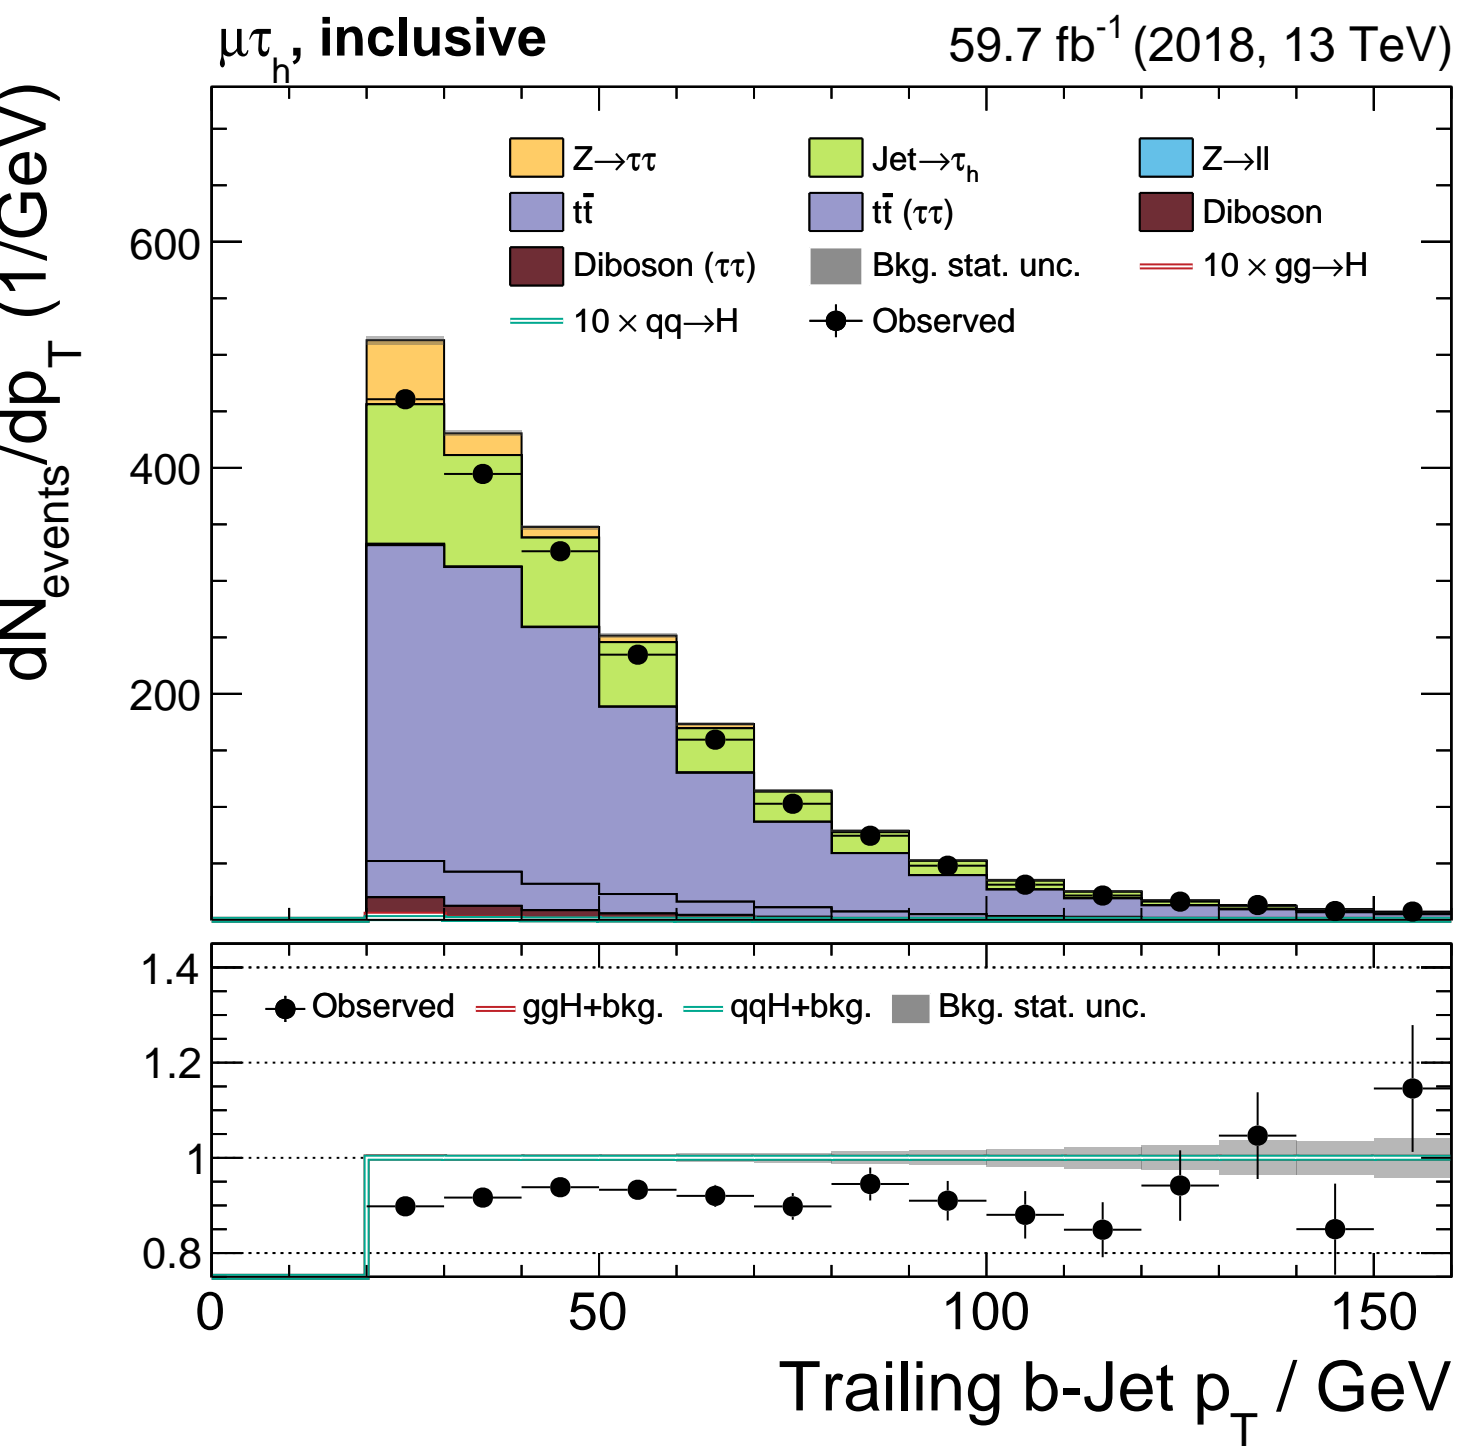 μτh, inclusive 59.7 fb-1 (2018, 13 TeV)
dNevents/dpT (1/GeV)
Z→ττ Jet→τh Z→ll
tt̄ tt̄ (ττ) Diboson
Diboson (ττ) Bkg. stat. unc. 10 × gg→H
10 × qq→H Observed
600
400
200
1.4
Observed ggH+bkg. qqH+bkg. Bkg. stat. unc.
1.2
1
0.8
0 50 100 150
Trailing b-Jet pT / GeV